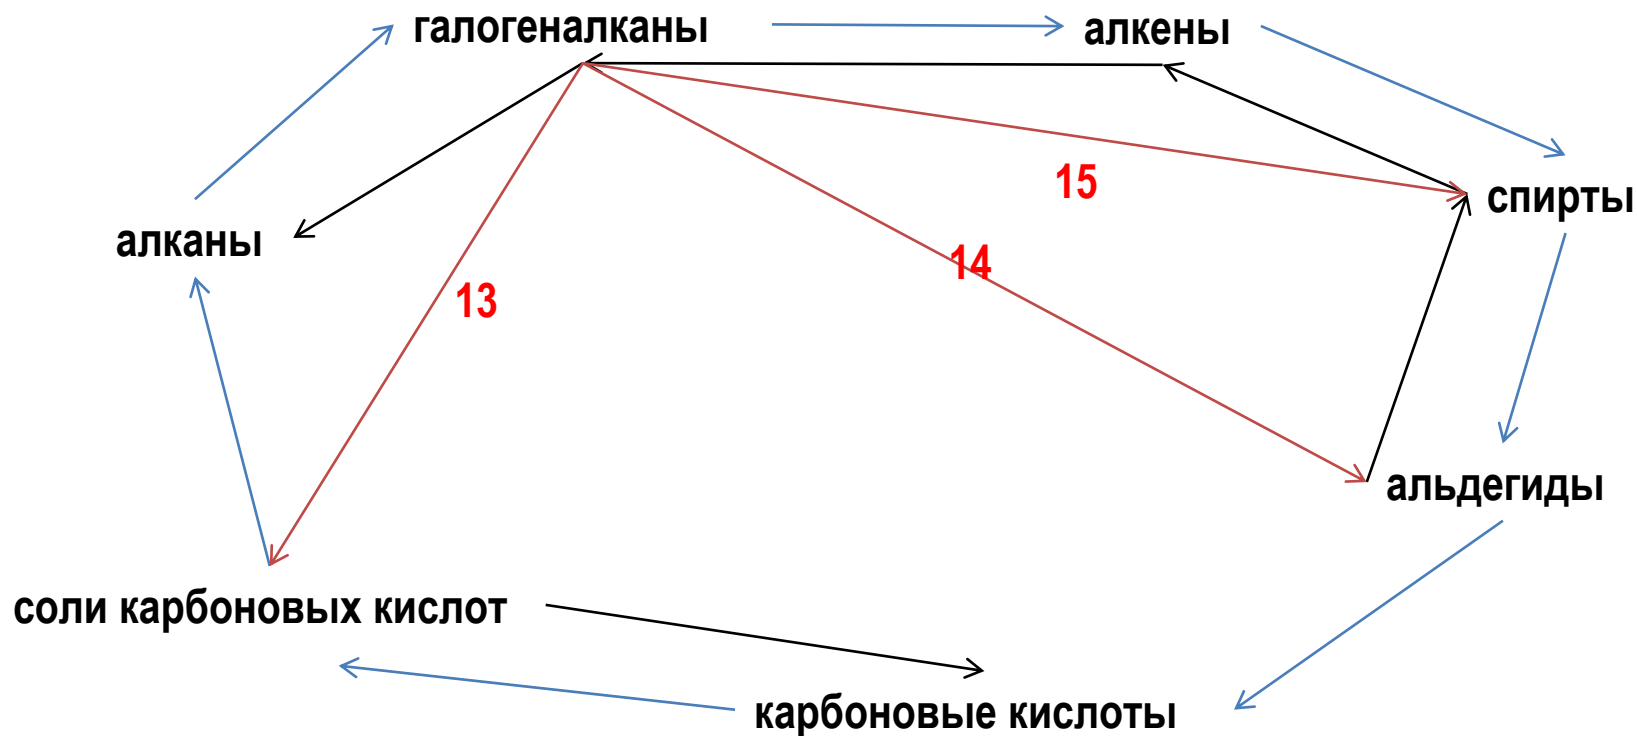 галогеналканы
алкены
15
спирты
алканы
14
13
альдегиды
соли карбоновых кислот
карбоновые кислоты